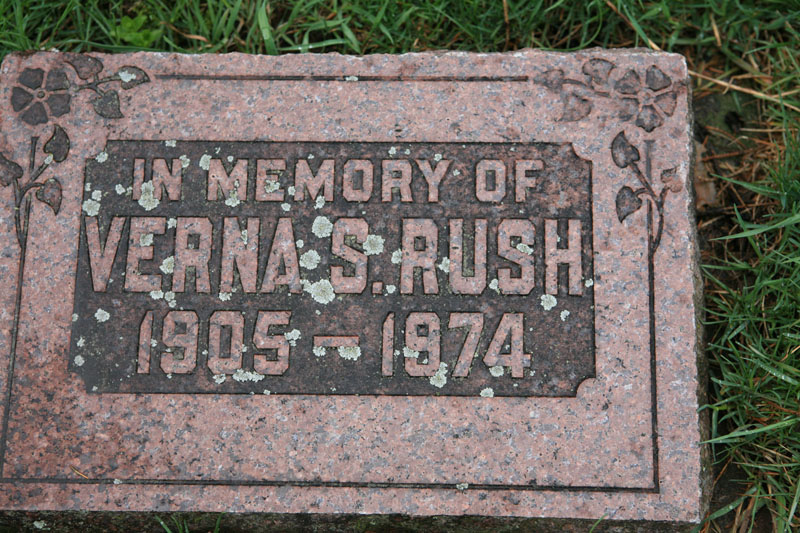 IN MEMORY OF
VERNA S. RUSH
1905 – 1974